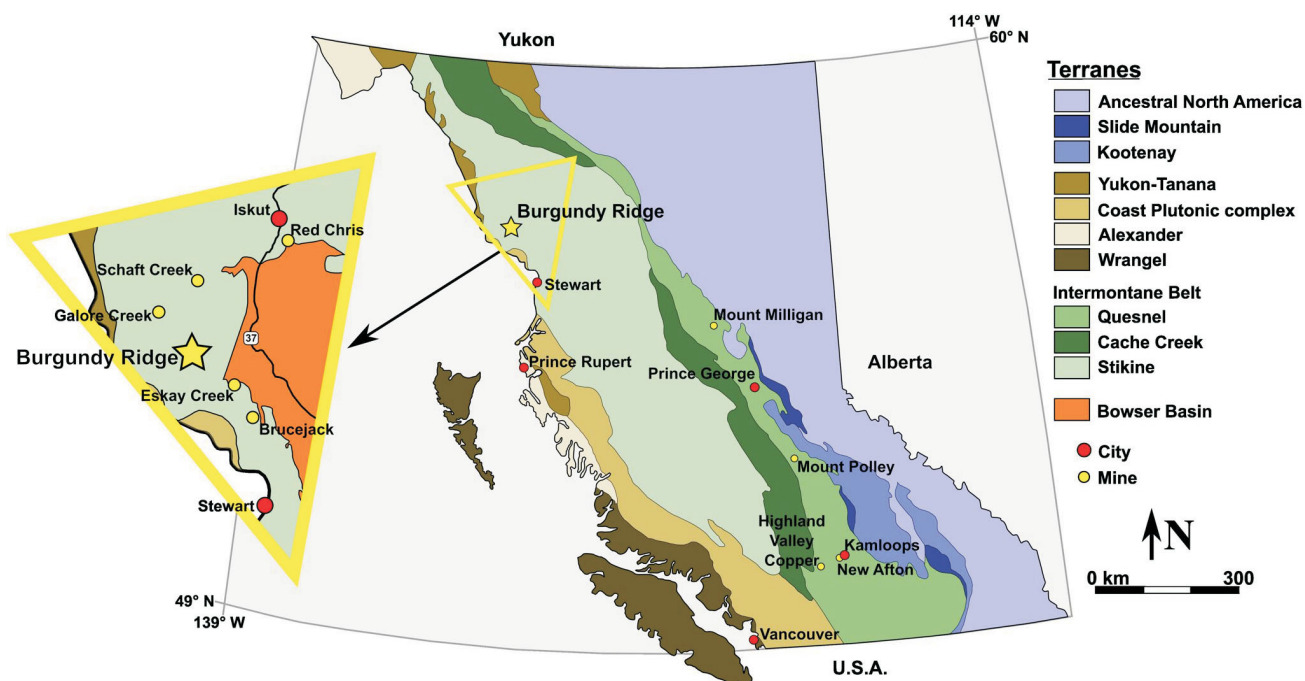 Yukon
114° W
60° N
Terranes
Ancestral North America
Slide Mountain
Kootenay
Yukon-Tanana
Coast Plutonic complex
Alexander
Wrangel
Intermontane Belt
Quesnel
Cache Creek
Stikine
Bowser Basin
City
Mine
N
0 km
300
Iskut
Red Chris
Schaft Creek
Galore Creek
37
Burgundy Ridge
Eskay Creek
Brucejack
Stewart
Burgundy Ridge
Stewart
Prince Rupert
Mount Milligan
Prince George
Alberta
Mount Polley
Highland
Valley
Copper
Kamloops
New Afton
Vancouver
49° N
139° W
U.S.A.